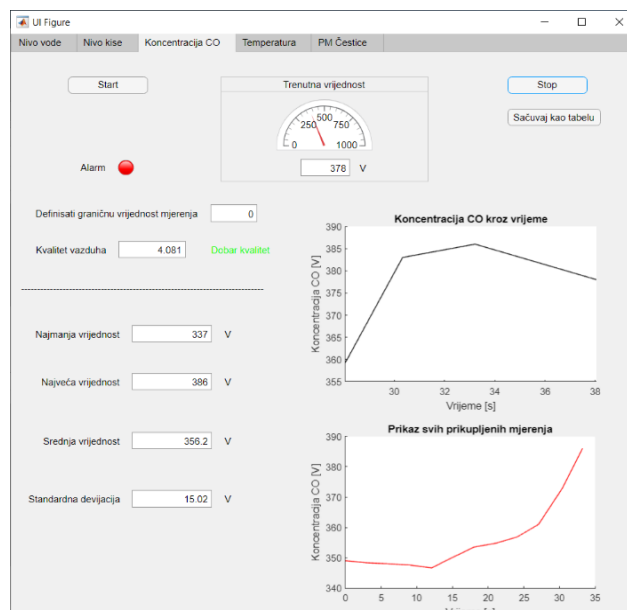 UI Figure
Nivo vode Nivo kise Koncentracija CO Temperatura PM Čestice
Start
Trenutna vrijednost
Stop
0 250 500 750 1000
Sačuvaj kao tabelu
378 V
Alarm
Definisati graničnu vrijednost mjerenja 0
Kvalitet vazduha 4.081 Dobar kvalitet
--------------------------------------------------------------
Najmanja vrijednost 337 V
Najveća vrijednost 386 V
Srednja vrijednost 356.2 V
Standardna devijacija 15.02 V
Koncentracija CO kroz vrijeme
Koncentracija CO [V]
390
385
380
375
370
365
360
355
30 32 34 36 38
Vrijeme [s]
Prikaz svih prikupljenih mjerenja
Koncentracija CO [V]
390
380
370
360
350
340
0 5 10 15 20 25 30 35